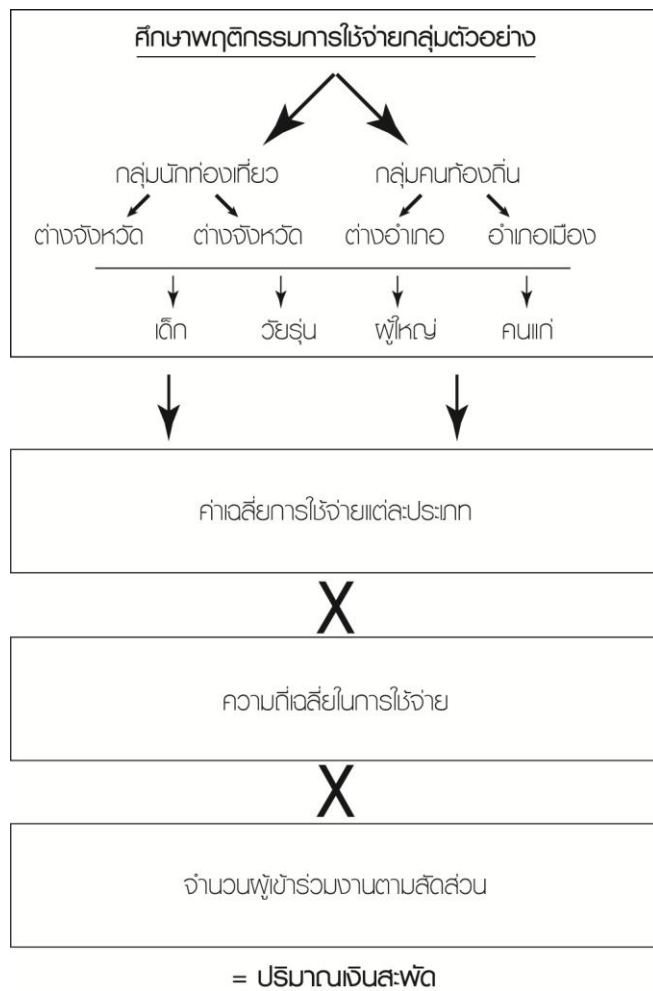 ศึกษาพฤติกรรมการใช้จ่ายกลุ่มตัวอย่าง
กลุ่มนักท่องเที่ยว กลุ่มคนท้องถิ่น
ต่างจังหวัด ต่างจังหวัด ต่างอำเภอ อำเภอเมือง
เด็ก วัยรุ่น ผู้ใหญ่ คนแก่
ค่าเฉลี่ยการใช้จ่ายแต่ละประเภท
X
ความถี่เฉลี่ยในการใช้จ่าย
X
จำนวนผู้เข้าร่วมงานตามสัดส่วน
= ปริมาณเงินสะพัด